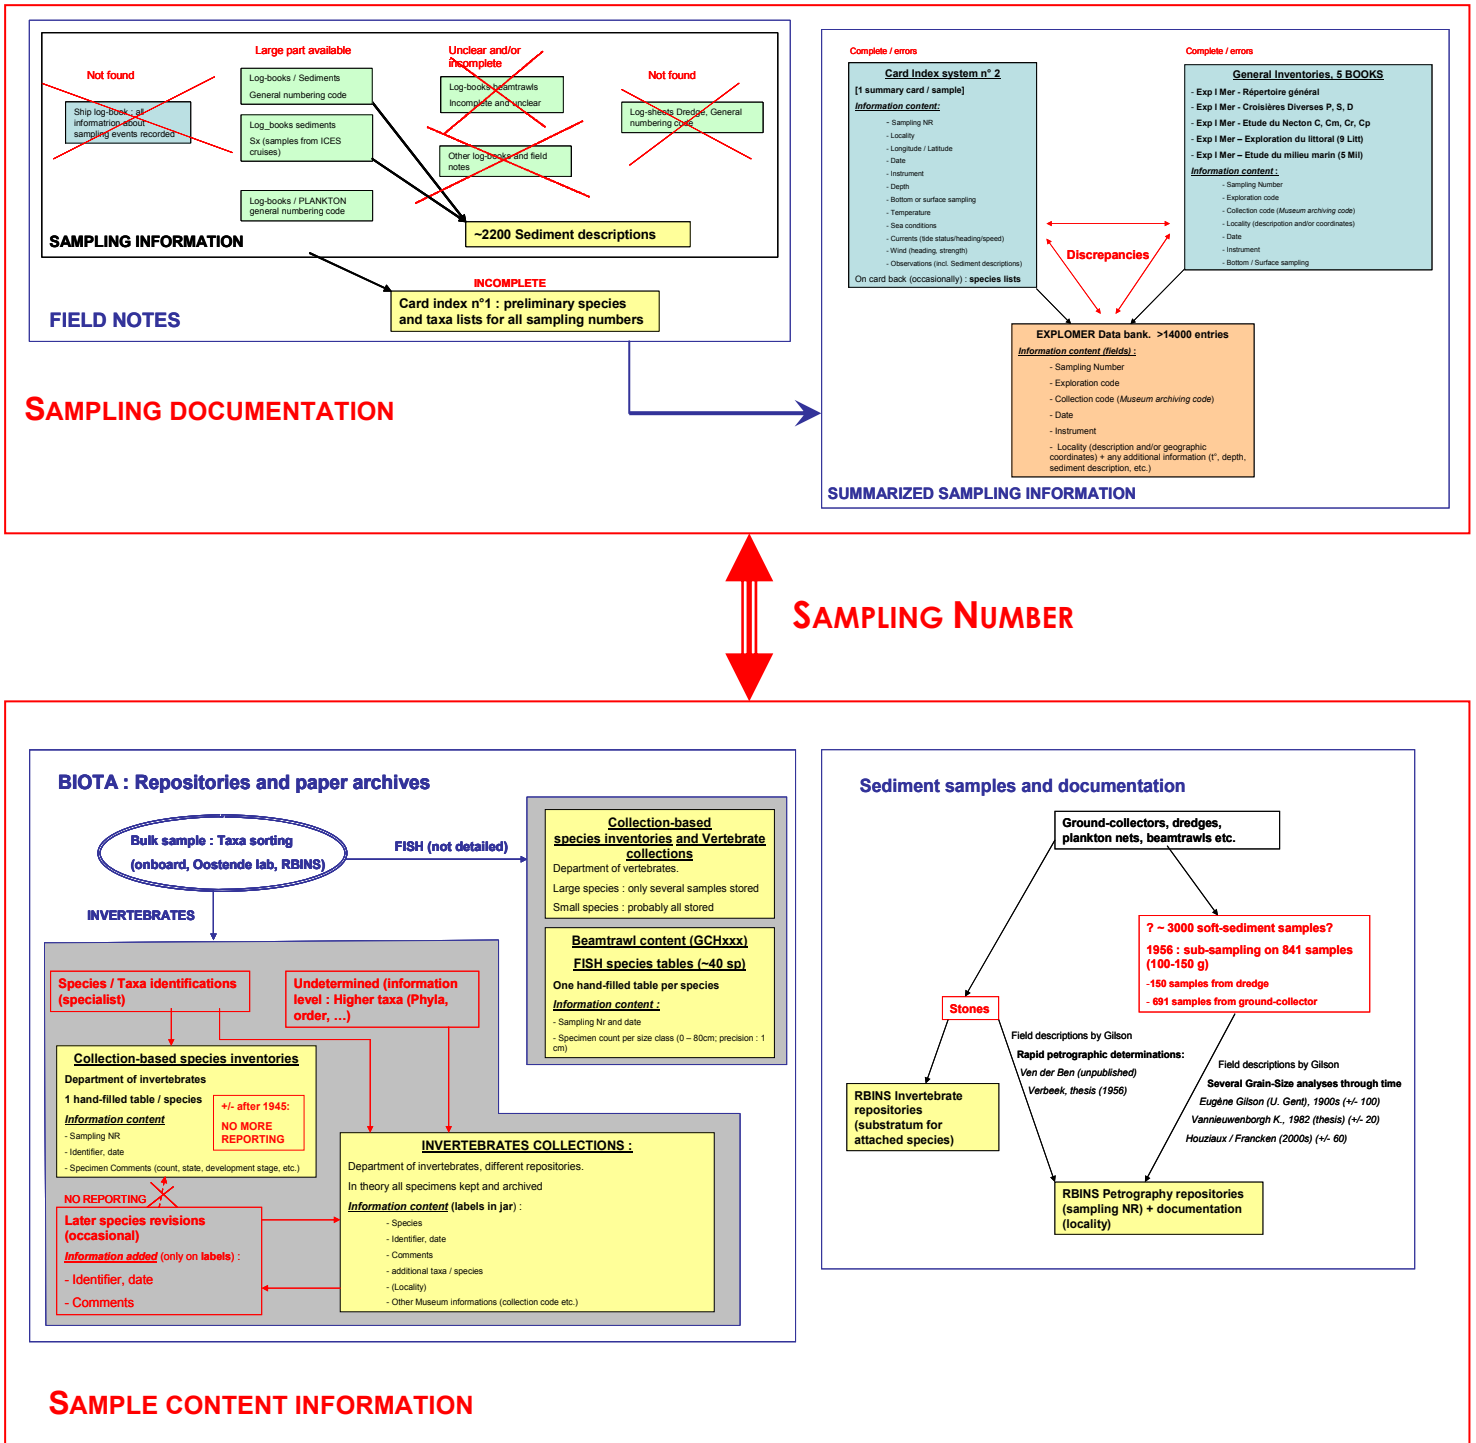 Large part available
Unclear and/or
incomplete
Not found
Not found
Log-books / Sediments
General numbering code
Log-books beamtrawls
Incomplete and unclear
Ship log-book : all
informatrion about
sampling events recorded
Log-sheets Dredge, General
numbering code
Log_books sediments
Sx (samples from ICES
cruises)
Other log-books and field
notes
Log-books / PLANKTON
general numbering code
~2200 Sediment descriptions
SAMPLING INFORMATION
INCOMPLETE
Card index n°1 : preliminary species
and taxa lists for all sampling numbers
FIELD NOTES
SAMPLING DOCUMENTATION
Complete / errors
Card Index system n° 2
[1 summary card / sample]
Information content:
- Sampling NR
- Locality
- Longitude / Latitude
- Date
- Instrument
- Depth
- Bottom or surface sampling
- Temperature
- Sea conditions
- Currents (tide status/heading/speed)
- Wind (heading, strength)
- Observations (incl. Sediment descriptions)
On card back (occasionally) : species lists
Complete / errors
General Inventories, 5 BOOKS
- Exp l Mer - Répertoire général
- Exp l Mer - Croisières Diverses P, S, D
- Exp l Mer - Etude du Necton C, Cm, Cr, Cp
- Exp l Mer – Exploration du littoral (9 Litt)
- Exp l Mer – Etude du milieu marin (5 Mil)
Information content :
- Sampling Number
- Exploration code
- Collection code (Museum archiving code)
- Locality (descripotion and/or coordinates)
- Date
- Instrument
- Bottom / Surface sampling
Discrepancies
EXPLOMER Data bank. >14000 entries
Information content (fields) :
- Sampling Number
- Exploration code
- Collection code (Museum archiving code)
- Date
- Instrument
- Locality (description and/or geographic
coordinates) + any additional information (t°, depth,
sediment description, etc.)
SUMMARIZED SAMPLING INFORMATION
SAMPLING NUMBER
BIOTA : Repositories and paper archives
Bulk sample : Taxa sorting
(onboard, Oostende lab, RBINS)
FISH (not detailed)
INVERTEBRATES
Collection-based
species inventories and Vertebrate
collections
Department of vertebrates.
Large species : only several samples stored
Small species : probably all stored
Beamtrawl content (GCHxxx)
FISH species tables (~40 sp)
One hand-filled table per species
Information content :
- Sampling Nr and date
- Specimen count per size class (0 – 80cm; precision : 1
cm)
Species / Taxa identifications
(specialist)
Undetermined (information
level : Higher taxa (Phyla,
order, …)
Collection-based species inventories
Department of invertebrates
1 hand-filled table / species
Information content
- Sampling NR
- Identifier, date
- Specimen Comments (count, state, development stage, etc.)
+/- after 1945:
NO MORE
REPORTING
NO REPORTING
Later species revisions
(occasional)
Information added (only on labels) :
- Identifier, date
- Comments
INVERTEBRATES COLLECTIONS :
Department of invertebrates, different repositories.
In theory all specimens kept and archived
Information content (labels in jar) :
- Species
- Identifier, date
- Comments
- additional taxa / species
- (Locality)
- Other Museum informations (collection code etc.)
Sediment samples and documentation
Ground-collectors, dredges,
plankton nets, beamtrawls etc.
? ~ 3000 soft-sediment samples?
1956 : sub-sampling on 841 samples
(100-150 g)
-150 samples from dredge
- 691 samples from ground-collector
Stones
Field descriptions by Gilson
Rapid petrographic determinations:
Ven der Ben (unpublished)
Verbeek, thesis (1956)
Field descriptions by Gilson
Several Grain-Size analyses through time
Eugène Gilson (U. Gent), 1900s (+/- 100)
Vannieuwenborgh K., 1982 (thesis) (+/- 20)
Houziaux / Francken (2000s) (+/- 60)
RBINS Invertebrate
repositories
(substratum for
attached species)
RBINS Petrography repositories
(sampling NR) + documentation
(locality)
SAMPLE CONTENT INFORMATION